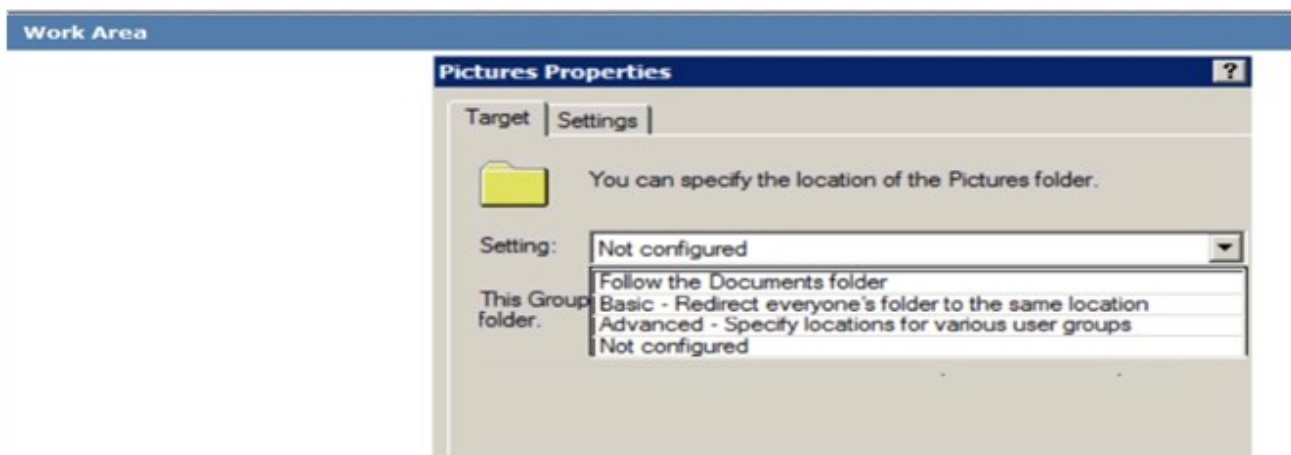 Work Area
Pictures Properties
?
Target
Settings
You can specify the location of the Pictures folder.
Setting:
Not configured
Follow the Documents folder
Basic - Redirect everyone's folder to the same location
Advanced - Specify locations for various user groups
Not configured
This Group
folder.